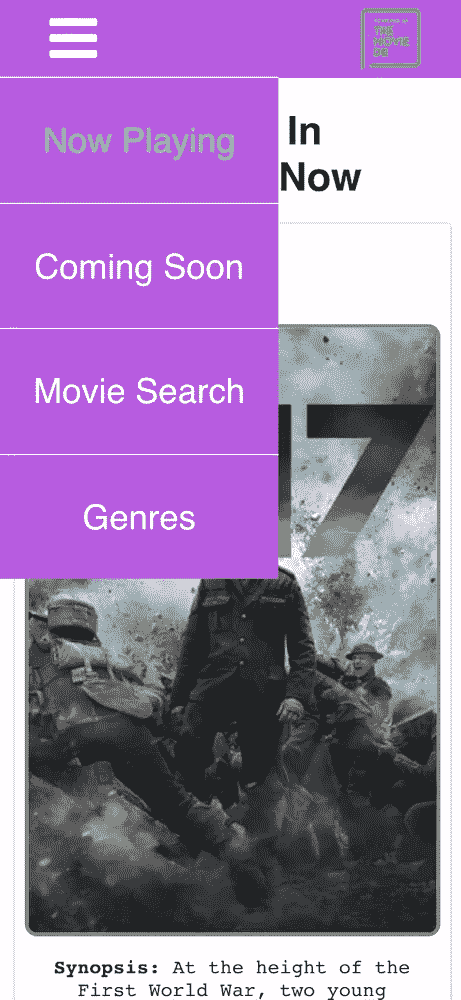 POWERED BY
THE
MOVIE
DB
Now Playing
In
Now
Coming Soon
Movie Search
17
Genres
Synopsis: At the height of the
First World War, two young